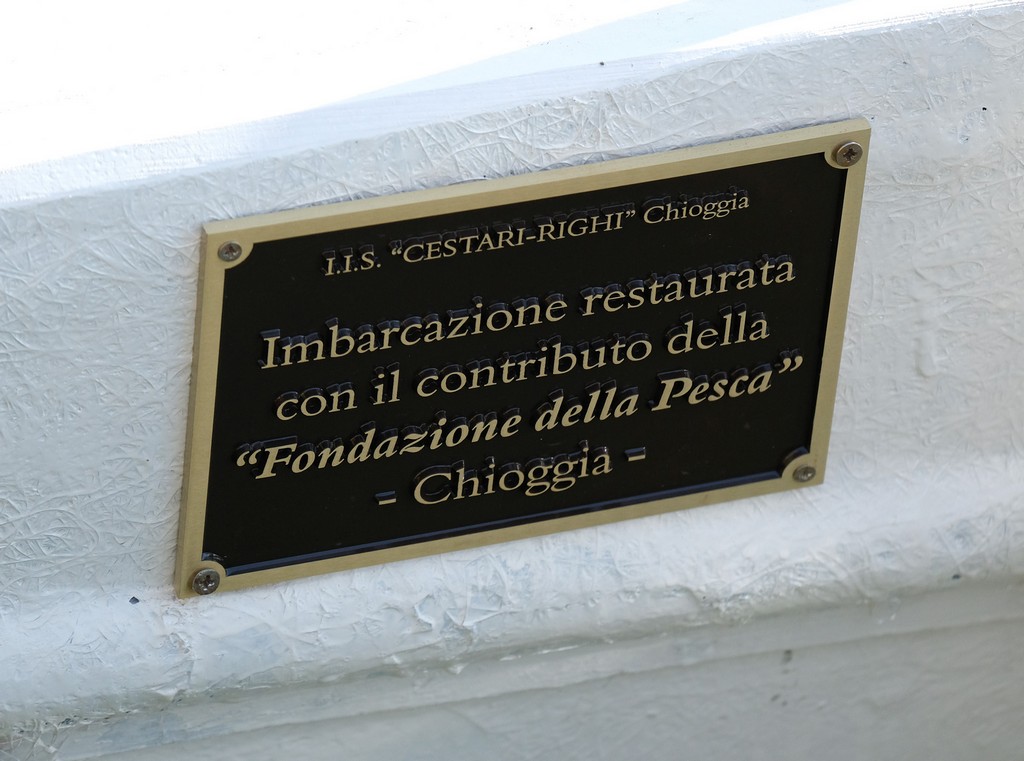 I.I.S. “CESTARI-RIGHI” Chioggia
Imbarcazione restaurata
con il contributo della
“Fondazione della Pesca”
- Chioggia -